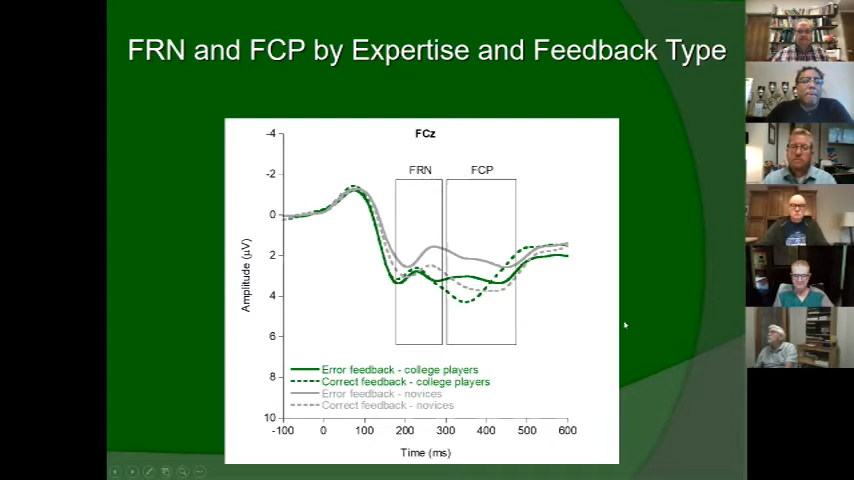 FRN and FCP by Expertise and Feedback Type
FCz
FRN FCP
-4
-2
0
2
4
6
8
10
Amplitude (µV)
Error feedback - college players
Correct feedback - college players
Error feedback - novices
Correct feedback - novices
-100 0 100 200 300 400 500 600
Time (ms)